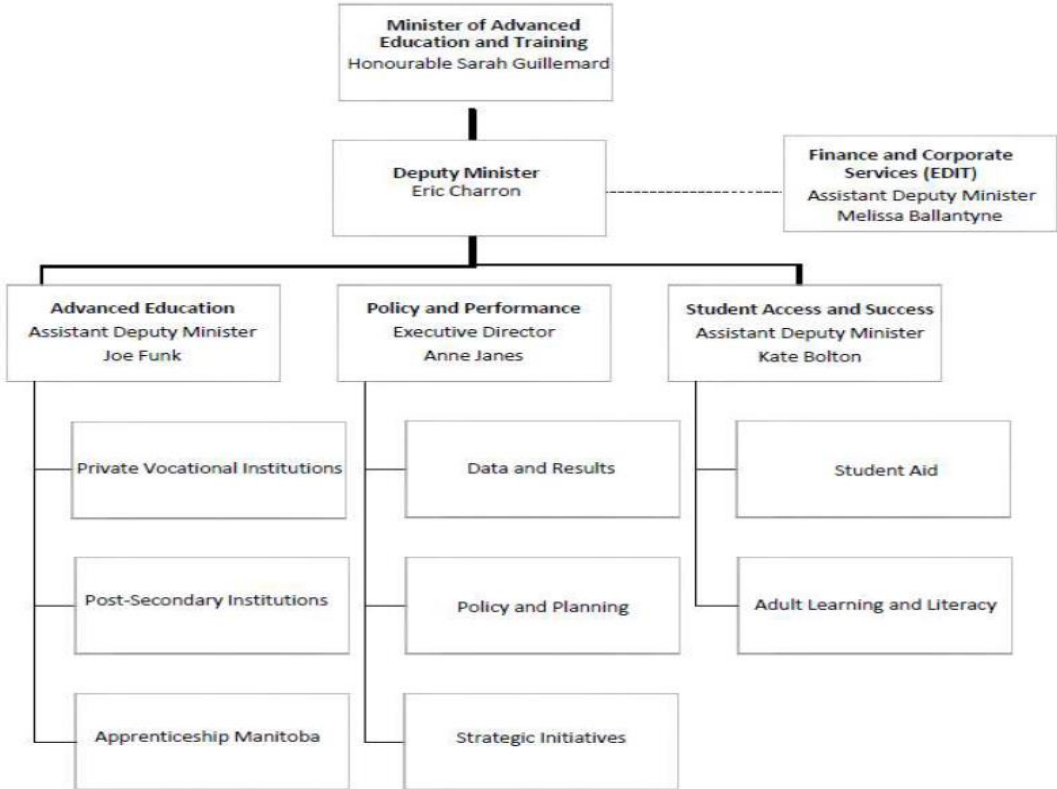 Minister of Advanced
Education and Training
Honourable Sarah Guillemard
Deputy Minister
Eric Charron
Finance and Corporate
Services (EDIT)
Assistant Deputy Minister
Melissa Ballantyne
Advanced Education
Assistant Deputy Minister
Joe Funk
Policy and Performance
Executive Director
Anne Janes
Student Access and Success
Assistant Deputy Minister
Kate Bolton
Private Vocational Institutions
Data and Results
Student Aid
Post-Secondary Institutions
Policy and Planning
Adult Learning and Literacy
Apprenticeship Manitoba
Strategic Initiatives